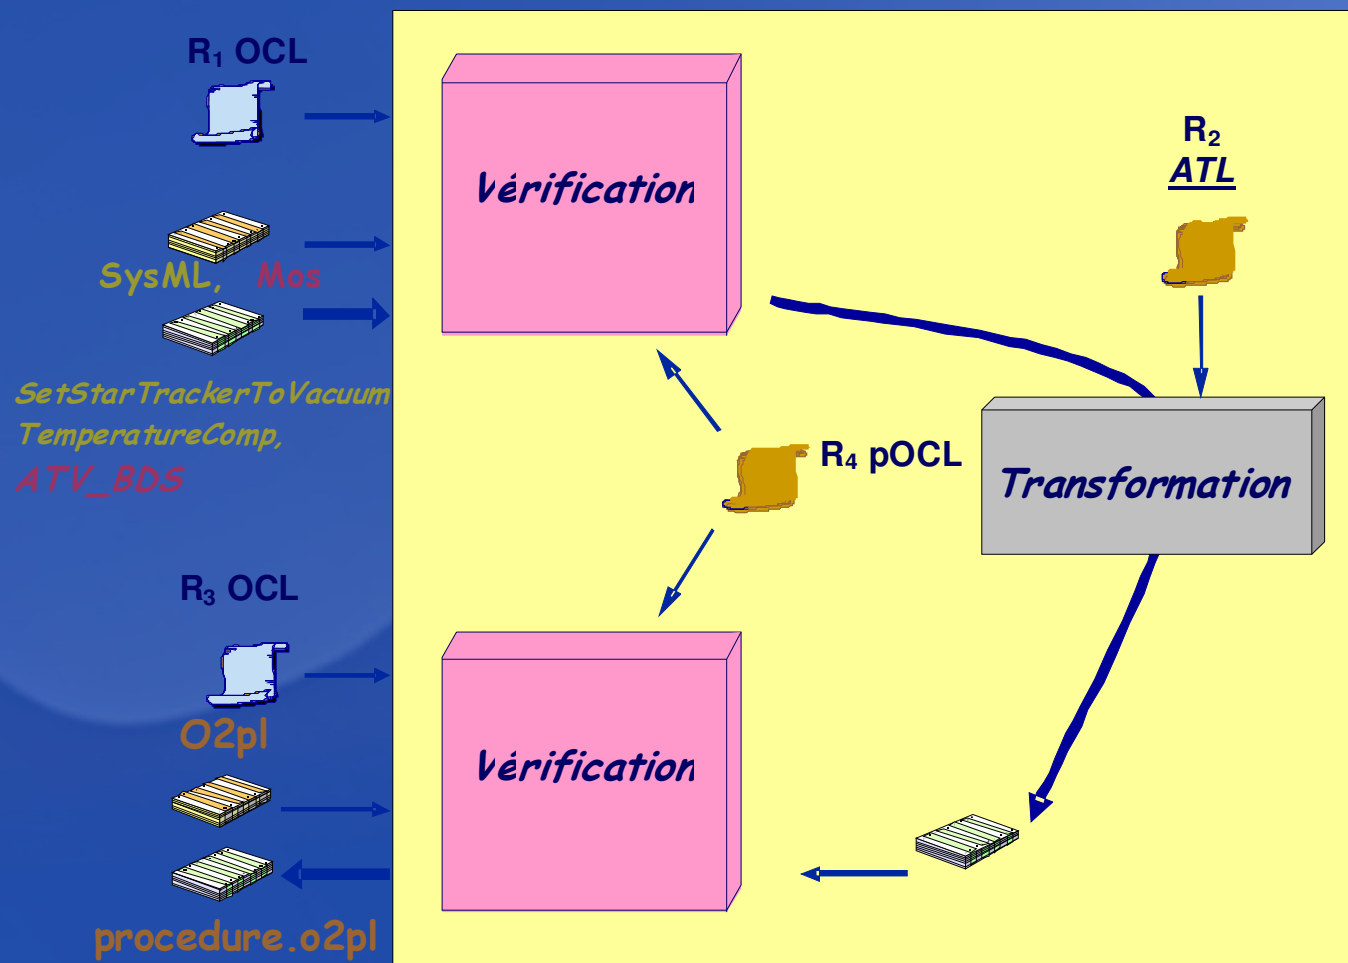 R₁ OCL
Vérification
R₂
ATL
SysML, Mos
SetStarTrackerToVacuum
TemperatureComp,
ATV_BDS
R₄ pOCL
Transformation
R₃ OCL
O2pl
Vérification
procedure.o2pl